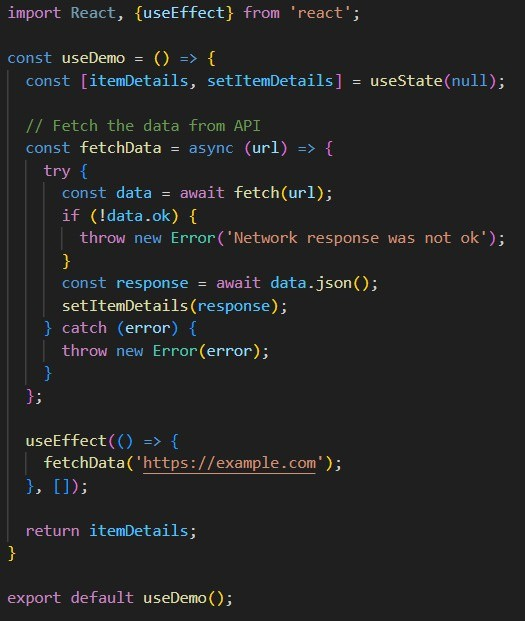 import React, {useEffect} from 'react';
const useDemo = () => {
const [itemDetails, setItemDetails] = useState(null);
// Fetch the data from API
const fetchData = async (url) => {
try {
const data = await fetch(url);
if (!data.ok) {
throw new Error('Network response was not ok');
}
const response = await data.json();
setItemDetails(response);
} catch (error) {
throw new Error(error);
}
};
useEffect(() => {
fetchData('https://example.com');
}, []);
return itemDetails;
}
export default useDemo();